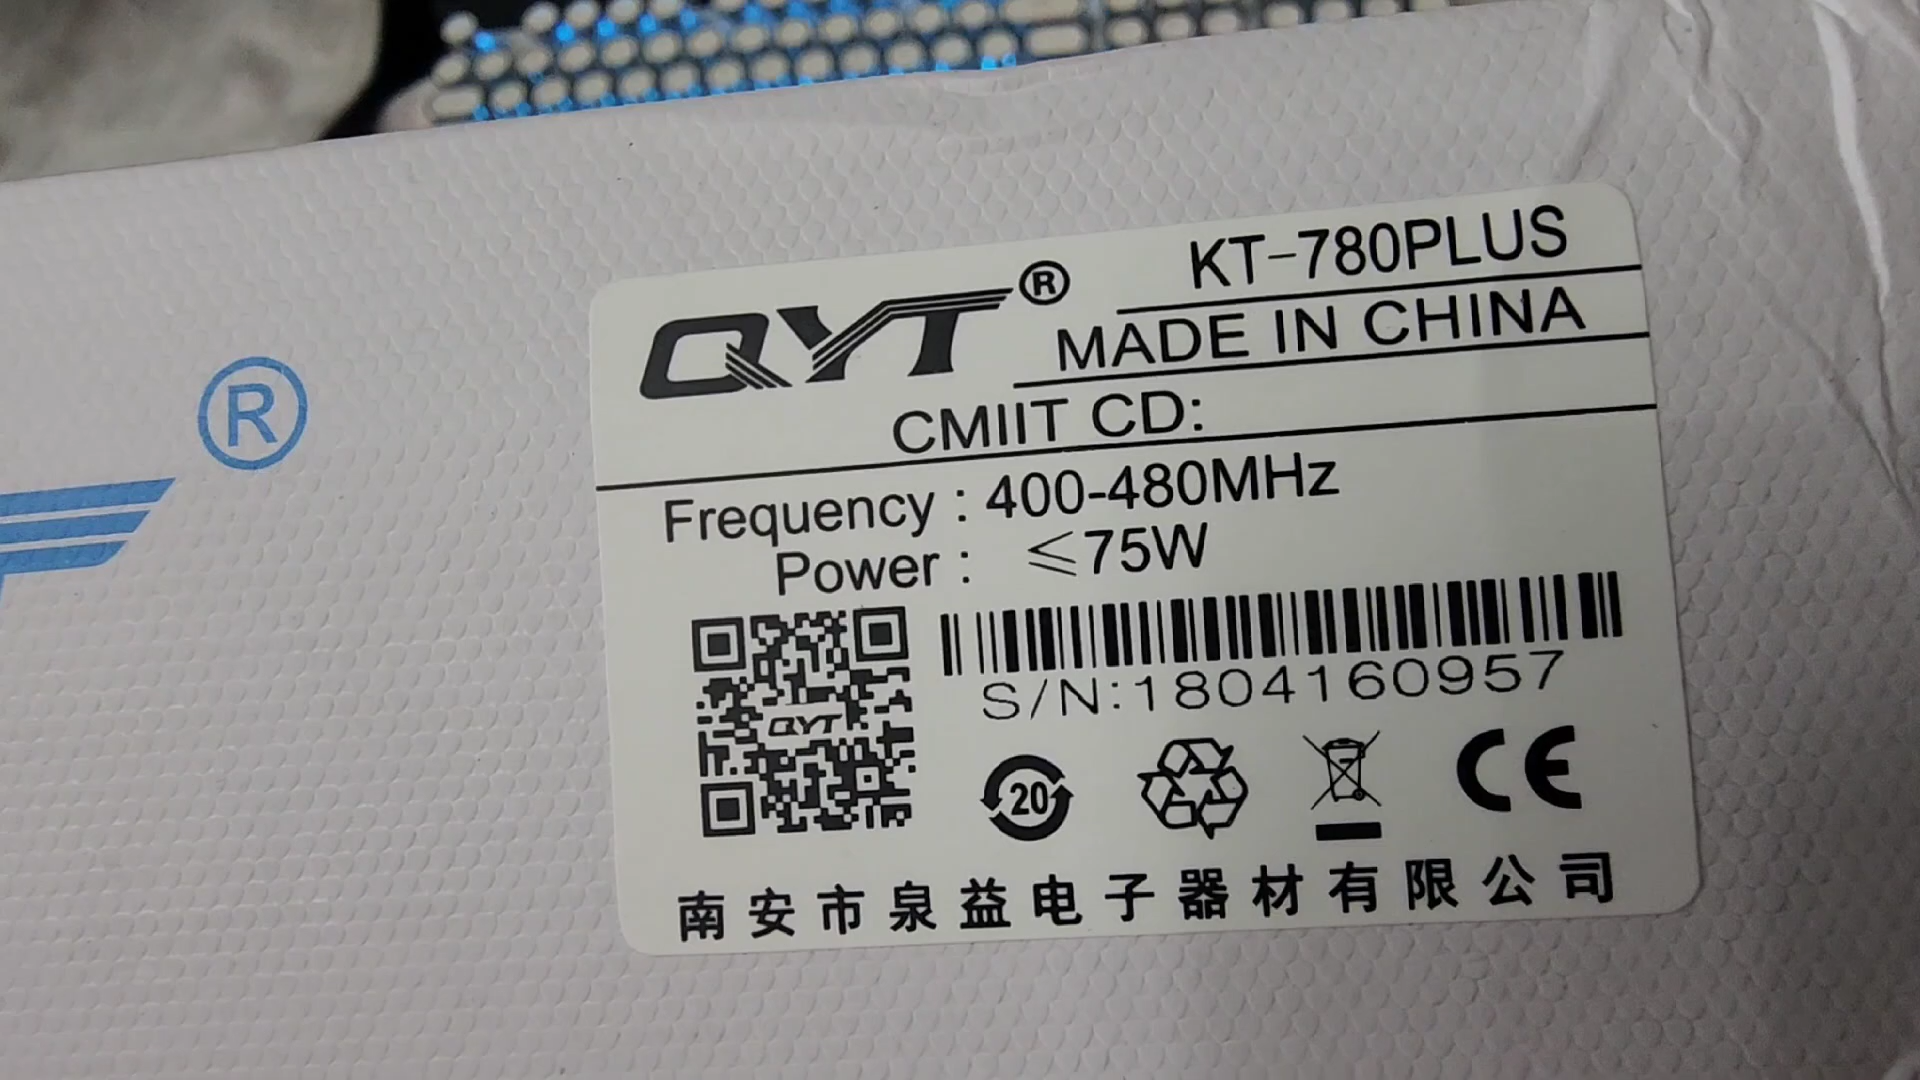 QYT®
KT-780PLUS
MADE IN CHINA
CMIIT CD:
Frequency : 400-480MHz
Power : ≤75W
QYT
S/N:1804160957
20
CE
南安市泉益电子器材有限公司
®
T